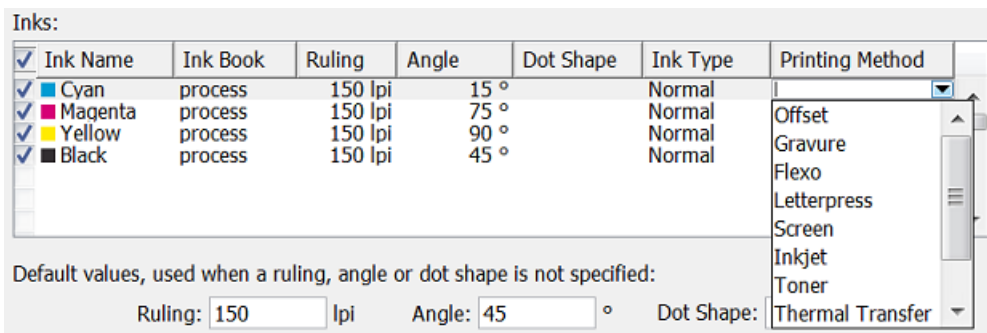 Inks:
Ink Name Ink Book Ruling Angle Dot Shape Ink Type Printing Method
Cyan process 150 lpi 15 ° Normal
Magenta process 150 lpi 75 ° Normal
Yellow process 150 lpi 90 ° Normal
Black process 150 lpi 45 ° Normal
Offset
Gravure
Flexo
Letterpress
Screen
Inkjet
Toner
Thermal Transfer
Default values, used when a ruling, angle or dot shape is not specified:
Ruling: 150 lpi Angle: 45 ° Dot Shape: